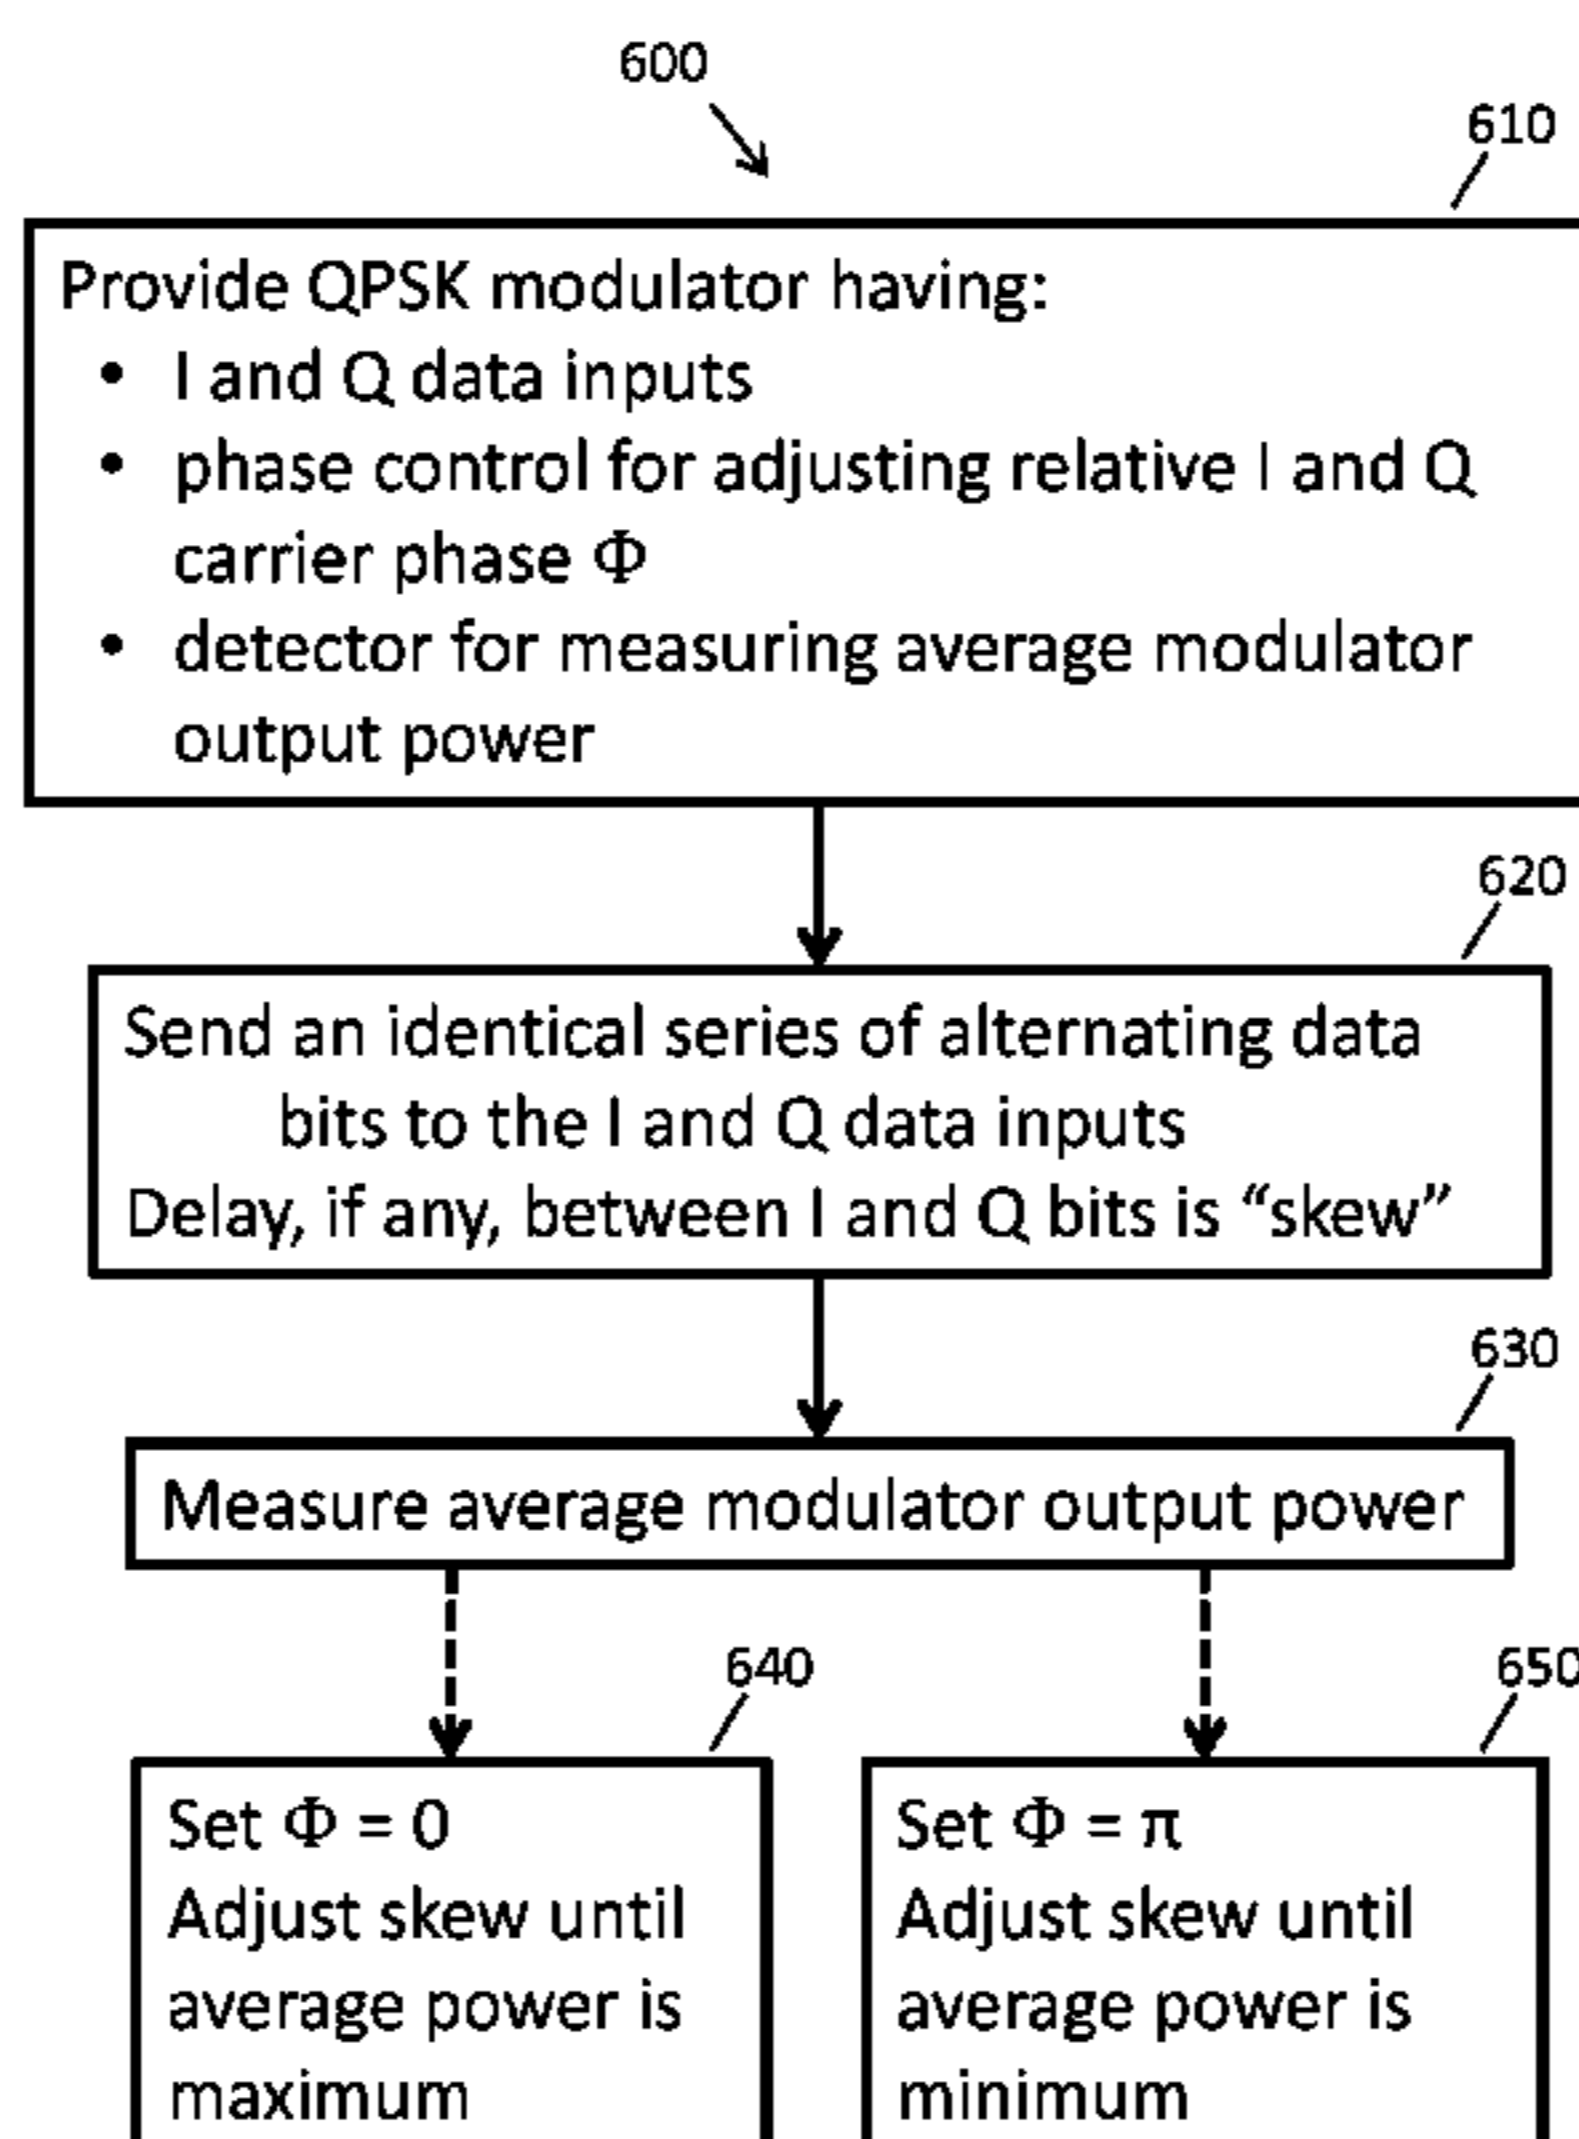 600
610
Provide QPSK modulator having:
• I and Q data inputs
• phase control for adjusting relative I and Q
carrier phase Φ
• detector for measuring average modulator
output power
620
Send an identical series of alternating data
bits to the I and Q data inputs
Delay, if any, between I and Q bits is “skew”
630
Measure average modulator output power
640
Set Φ = 0
Adjust skew until
average power is
maximum
650
Set Φ = π
Adjust skew until
average power is
minimum